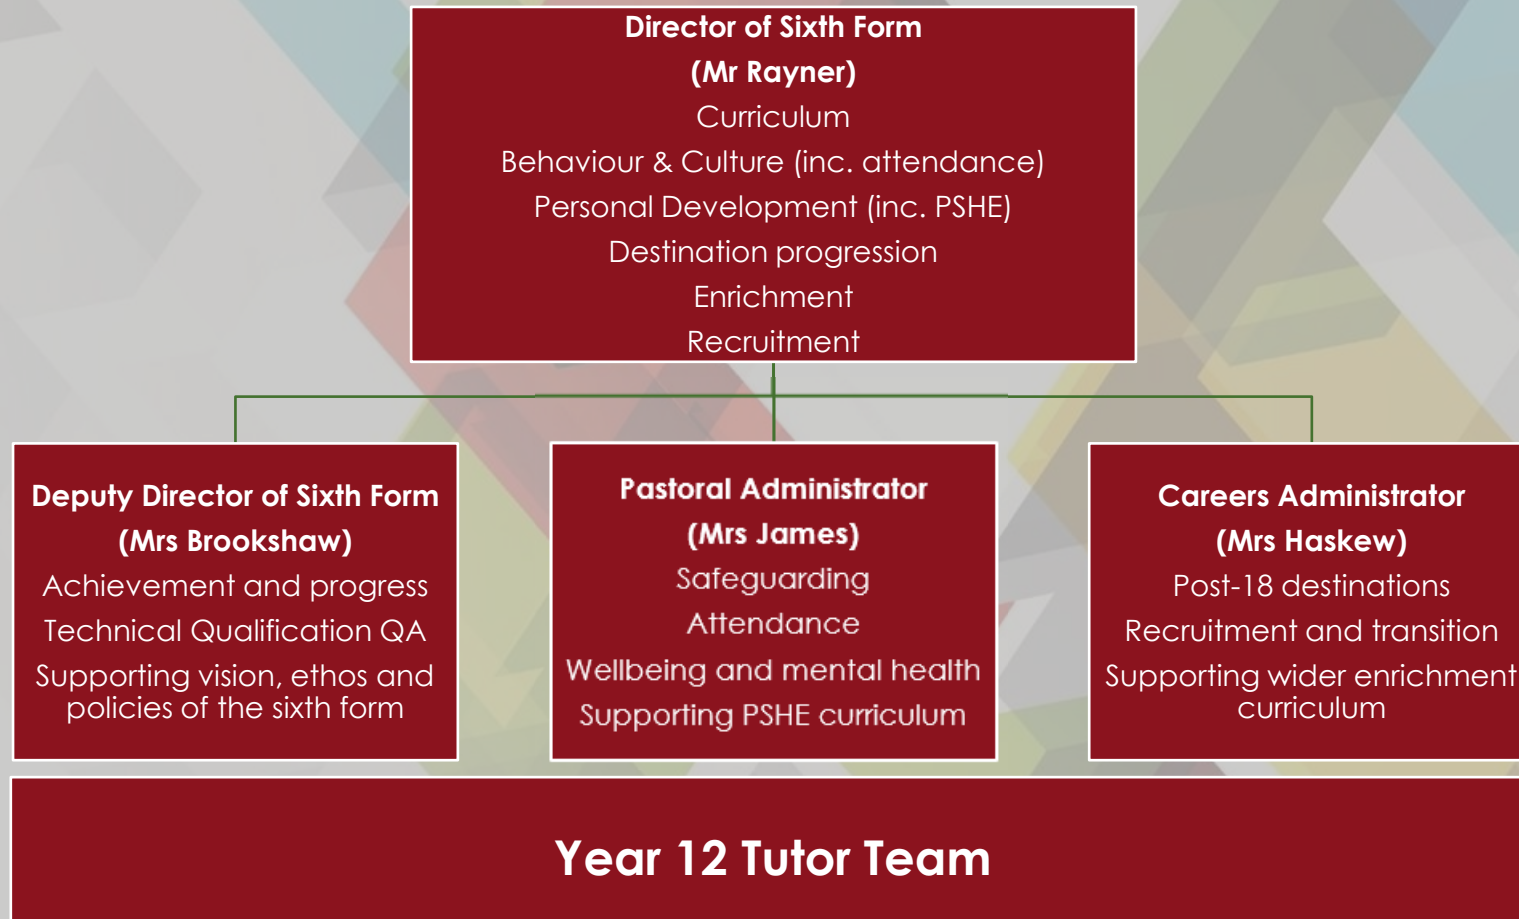 Director of Sixth Form
(Mr Rayner)
Curriculum
Behaviour & Culture (inc. attendance)
Personal Development (inc. PSHE)
Destination progression
Enrichment
Recruitment
Deputy Director of Sixth Form
(Mrs Brookshaw)
Achievement and progress
Technical Qualification QA
Supporting vision, ethos and
policies of the sixth form
Pastoral Administrator
(Mrs James)
Safeguarding
Attendance
Wellbeing and mental health
Supporting PSHE curriculum
Careers Administrator
(Mrs Haskew)
Post-18 destinations
Recruitment and transition
Supporting wider enrichment
curriculum
Year 12 Tutor Team